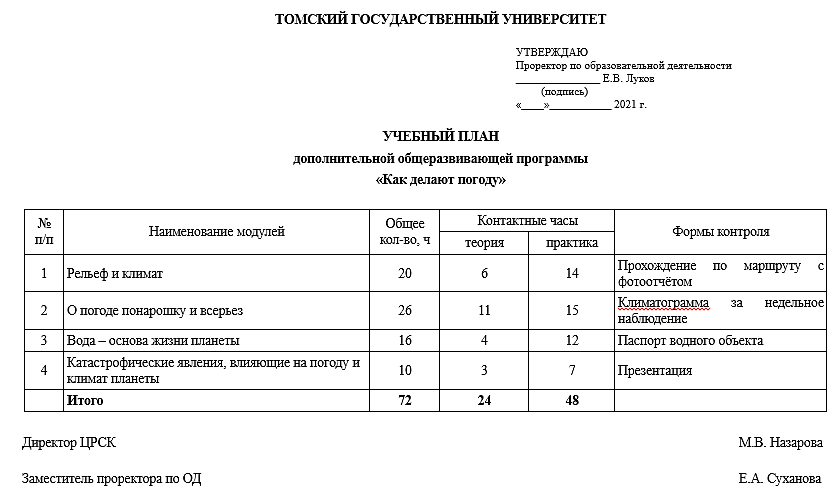 ТОМСКИЙ ГОСУДАРСТВЕННЫЙ УНИВЕРСИТЕТ
УТВЕРЖДАЮ
Проректор по образовательной деятельности
_______________ Е.В. Луков
(подпись)
«____»___________ 2021 г.
УЧЕБНЫЙ ПЛАН
дополнительной общеразвивающей программы
«Как делают погоду»
№ п/п Наименование модулей Общее кол-во, ч Контактные часы Формы контроля
теория практика
1 Рельеф и климат 20 6 14 Прохождение по маршруту с
фотоотчётом
2 О погоде понарошку и всерьез 26 11 15 Климатограмма за недельное
наблюдение
3 Вода – основа жизни планеты 16 4 12 Паспорт водного объекта
4 Катастрофические явления, влияющие на погоду и
климат планеты 10 3 7 Презентация
Итого 72 24 48
Директор ЦРСК М.В. Назарова
Заместитель проректора по ОД Е.А. Суханова